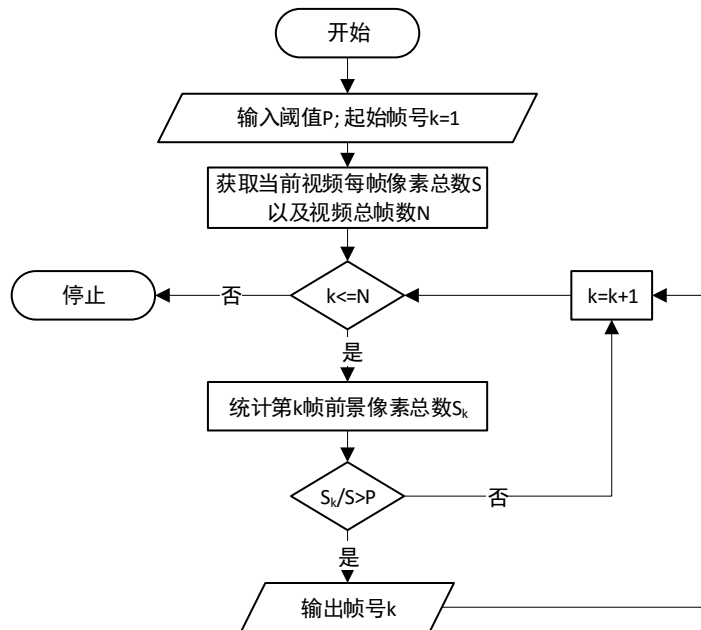 开始
输入阈值P; 起始帧号k=1
获取当前视频每帧像素总数S
以及视频总帧数N
停止
否
k<=N
k=k+1
是
统计第k帧前景像素总数Sₖ
Sₖ/S>P
否
是
输出帧号k